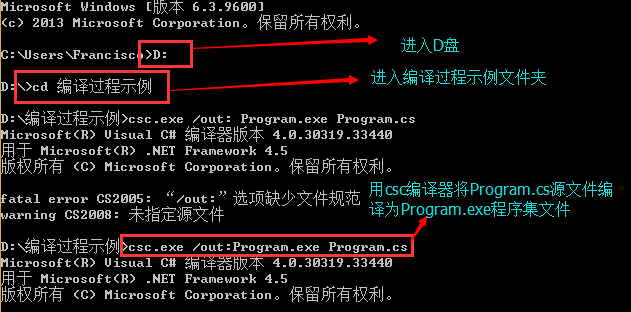 Microsoft Windows [版本 6.3.9600]
(c) 2013 Microsoft Corporation。保留所有权利。
C:\Users\Francisco>D:
进入D盘
D:\>cd 编译过程示例
进入编译过程示例文件夹
D:\编译过程示例>csc.exe /out: Program.exe Program.cs
Microsoft(R) Visual C# 编译器版本 4.0.30319.33440
用于 Microsoft(R) .NET Framework 4.5
版权所有 (C) Microsoft Corporation。保留所有权利。
fatal error CS2005: “/out:”选项缺少文件规范
warning CS2008: 未指定源文件
用csc编译器将Program.cs源文件编
译为Program.exe程序集文件
D:\编译过程示例>csc.exe /out:Program.exe Program.cs
Microsoft(R) Visual C# 编译器版本 4.0.30319.33440
用于 Microsoft(R) .NET Framework 4.5
版权所有 (C) Microsoft Corporation。保留所有权利。